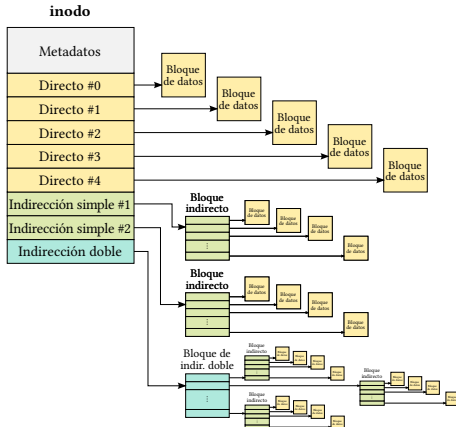 inodo
Metadatos
Directo #0
Directo #1
Directo #2
Directo #3
Directo #4
Indirección simple #1
Indirección simple #2
Indirección doble
Bloque
de datos
Bloque
de datos
Bloque
de datos
Bloque
de datos
Bloque
de datos
Bloque
indirecto
⋮
Bloque
de datos
Bloque
de datos
Bloque
de datos
Bloque
de datos
Bloque
indirecto
⋮
Bloque
de datos
Bloque
de datos
Bloque
de datos
Bloque
de datos
Bloque de
indir. doble
⋮
Bloque
indirecto
Bloque
indirecto
Bloque
indirecto